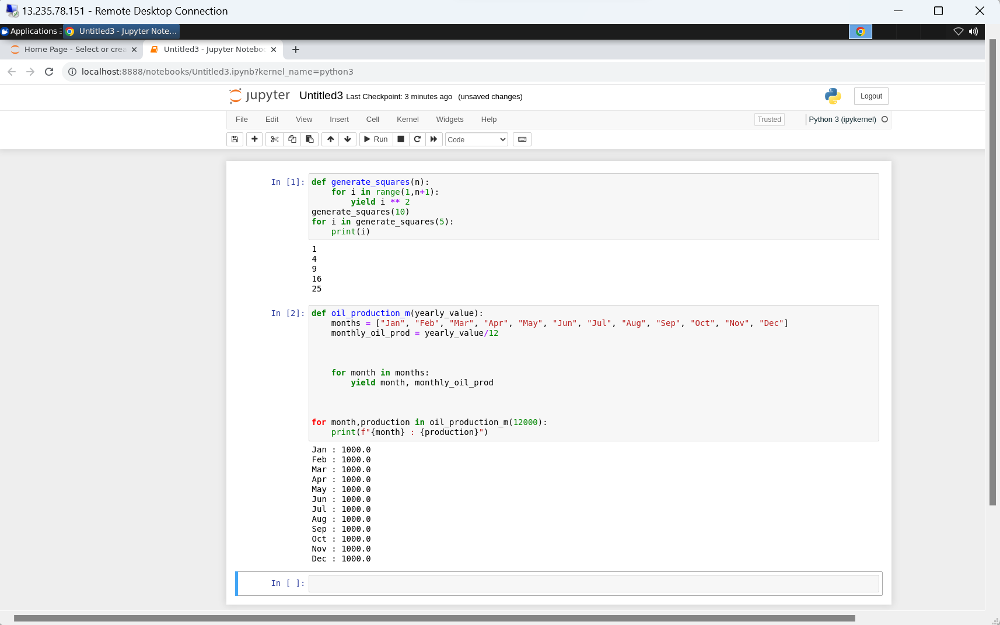 13.235.78.151 - Remote Desktop Connection
Applications
Untitled3 - Jupyter Note...
Home Page - Select or crea
Untitled3 - Jupyter Noteboo
localhost:8888/notebooks/Untitled3.ipynb?kernel_name=python3
jupyter Untitled3 Last Checkpoint: 3 minutes ago (unsaved changes)
Logout
File Edit View Insert Cell Kernel Widgets Help
Trusted
Python 3 (ipykernel)
Run
Code
In [1]: def generate_squares(n):
    for i in range(1,n+1):
        yield i ** 2
generate_squares(10)
for i in generate_squares(5):
    print(i)
1
4
9
16
25
In [2]: def oil_production_m(yearly_value):
    months = ["Jan", "Feb", "Mar", "Apr", "May", "Jun", "Jul", "Aug", "Sep", "Oct", "Nov", "Dec"]
    monthly_oil_prod = yearly_value/12
    for month in months:
        yield month, monthly_oil_prod
for month,production in oil_production_m(12000):
    print(f"{month} : {production}")
Jan : 1000.0
Feb : 1000.0
Mar : 1000.0
Apr : 1000.0
May : 1000.0
Jun : 1000.0
Jul : 1000.0
Aug : 1000.0
Sep : 1000.0
Oct : 1000.0
Nov : 1000.0
Dec : 1000.0
In [ ]: